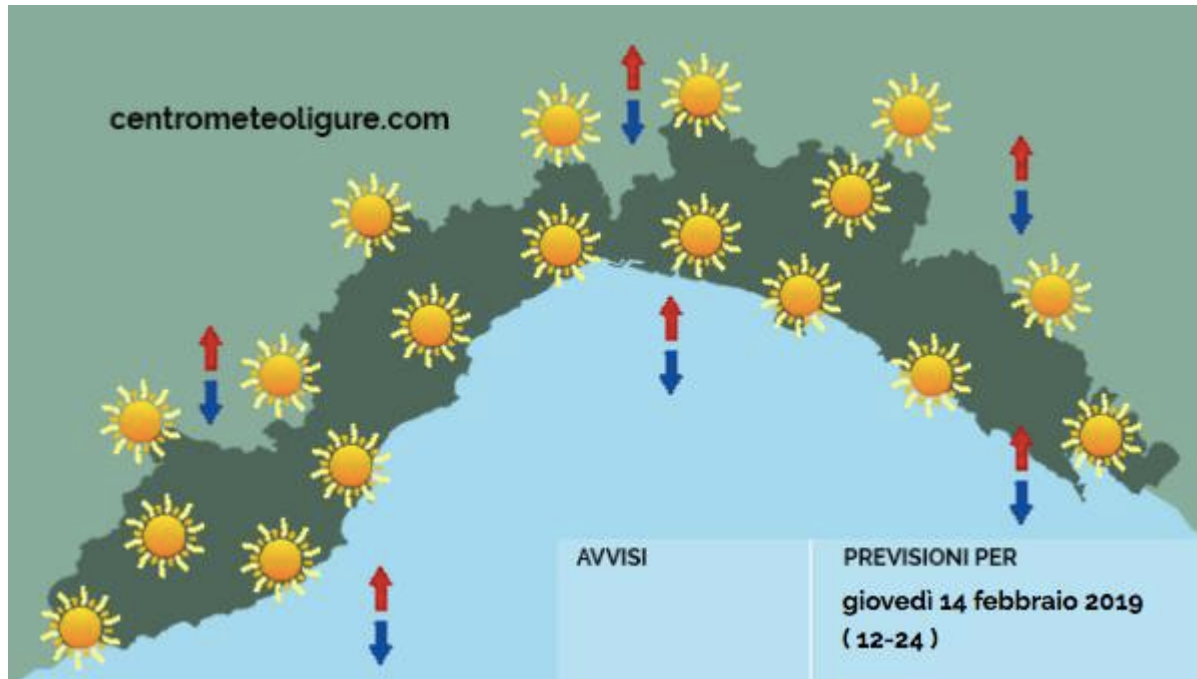 centrometeoligure.com
AVVISI
PREVISIONI PER
giovedì 14 febbraio 2019
( 12-24 )